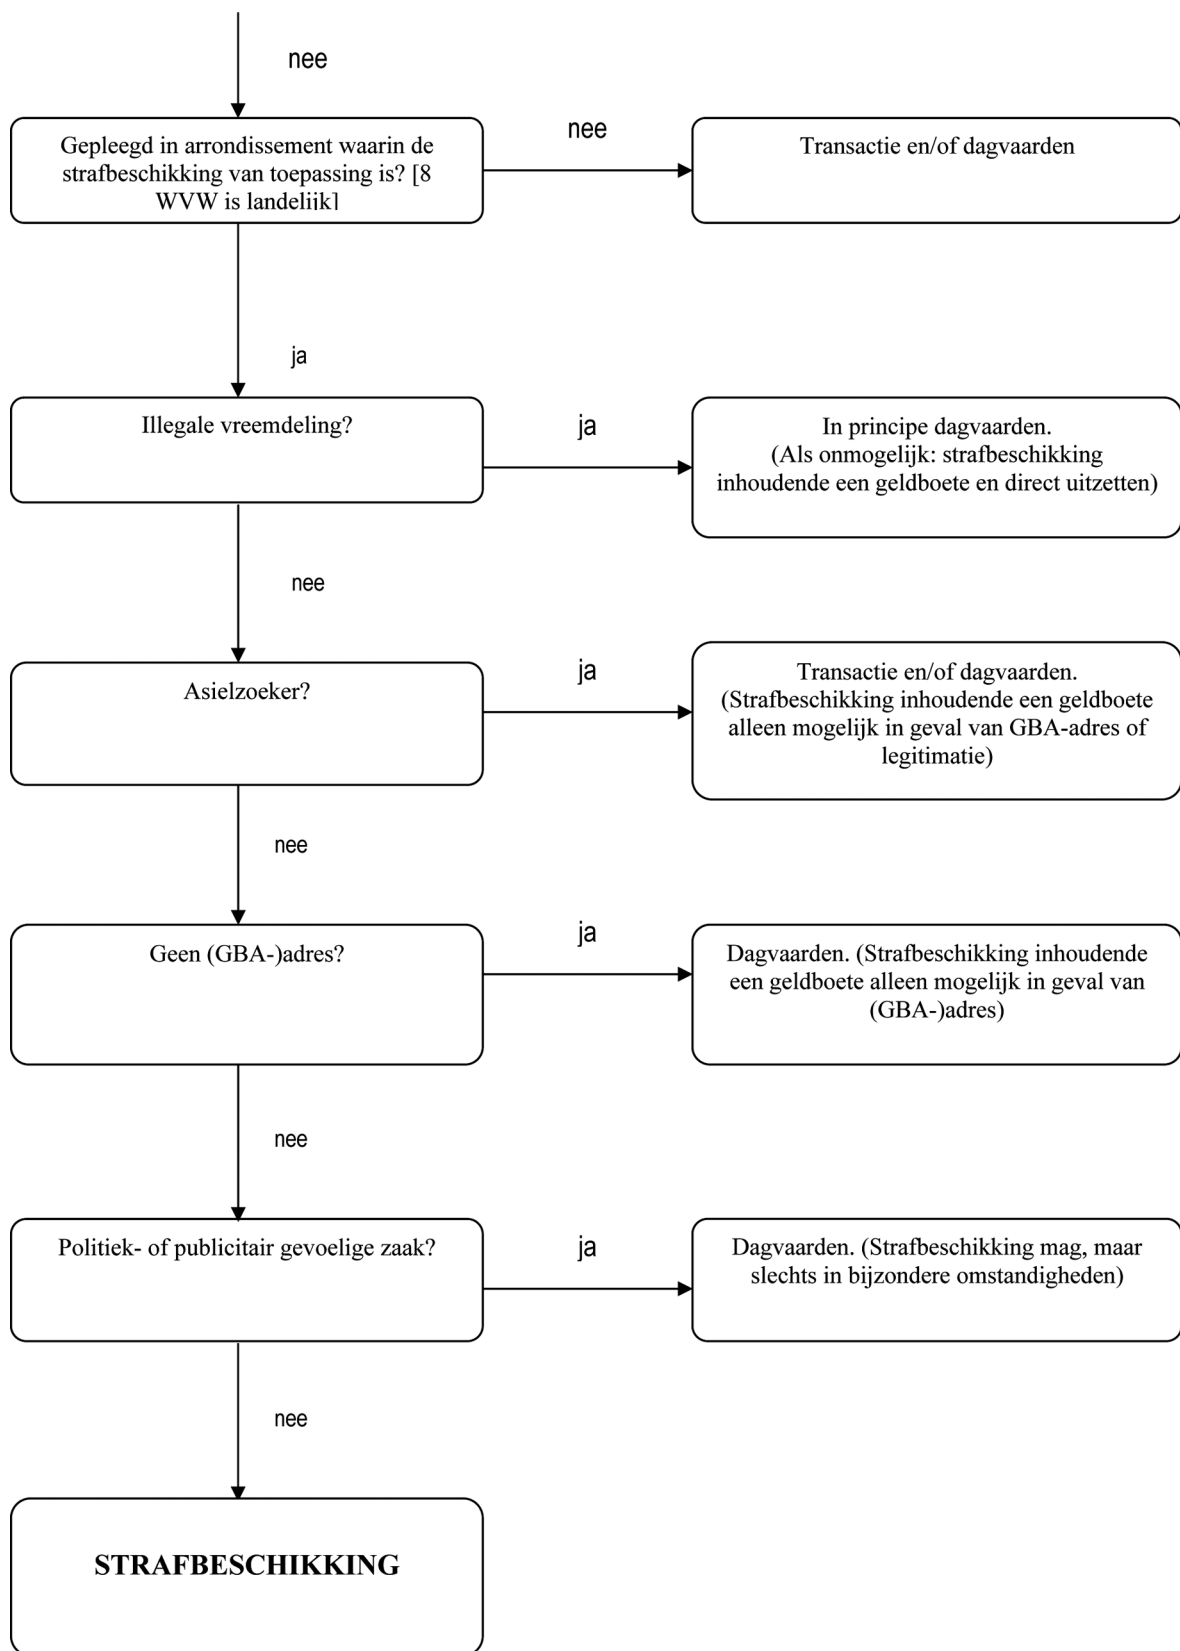 nee
Gepleegd in arrondissement waarin de
strafbeschikking van toepassing is? [8
WVW is landelijk]
nee
Transactie en/of dagvaarden
ja
Illegale vreemdeling?
ja
In principe dagvaarden.
(Als onmogelijk: strafbeschikking
inhoudende een geldboete en direct uitzetten)
nee
Asielzoeker?
ja
Transactie en/of dagvaarden.
(Strafbeschikking inhoudende een geldboete
alleen mogelijk in geval van GBA-adres of
legitimatie)
nee
Geen (GBA-)adres?
ja
Dagvaarden. (Strafbeschikking inhoudende
een geldboete alleen mogelijk in geval van
(GBA-)adres)
nee
Politiek- of publicitair gevoelige zaak?
ja
Dagvaarden. (Strafbeschikking mag, maar
slechts in bijzondere omstandigheden)
nee
STRAFBESCHIKKING